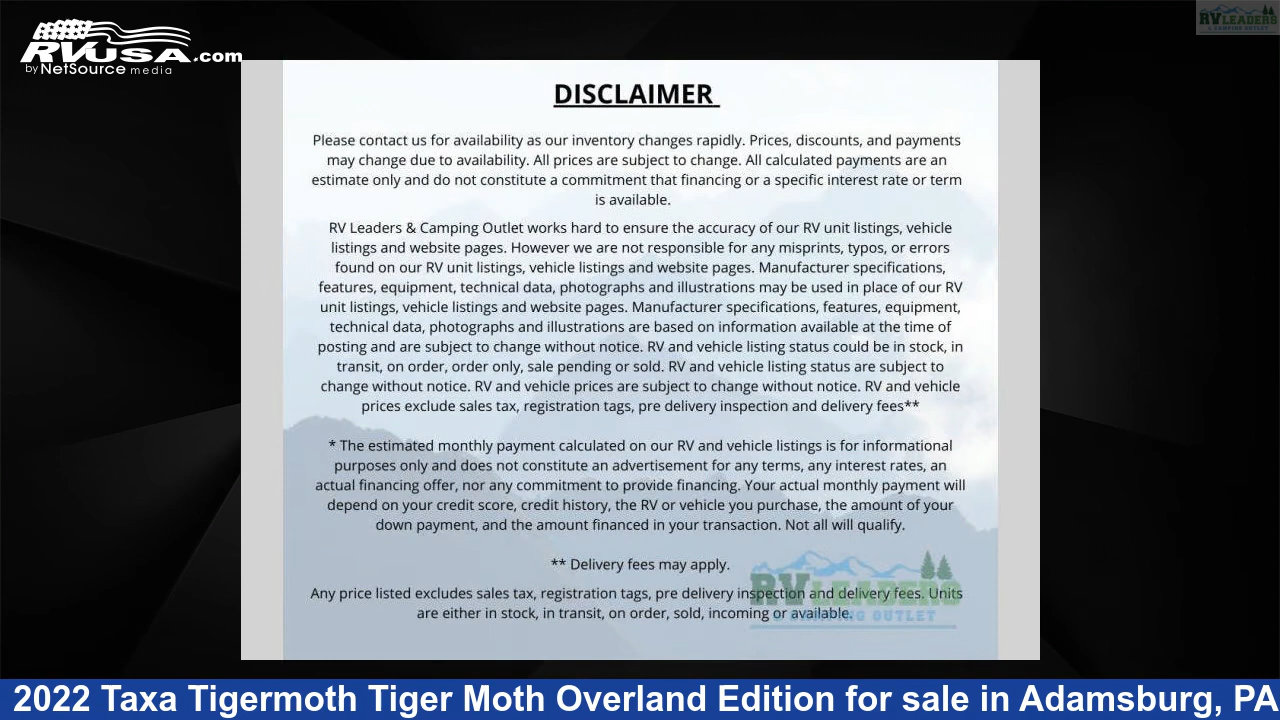 RVUSA.com
by NetSource media
RV LEADERS
& CAMPING OUTLET
DISCLAIMER
Please contact us for availability as our inventory changes rapidly. Prices, discounts, and payments
may change due to availability. All prices are subject to change. All calculated payments are an
estimate only and do not constitute a commitment that financing or a specific interest rate or term
is available.
RV Leaders & Camping Outlet works hard to ensure the accuracy of our RV unit listings, vehicle
listings and website pages. However we are not responsible for any misprints, typos, or errors
found on our RV unit listings, vehicle listings and website pages. Manufacturer specifications,
features, equipment, technical data, photographs and illustrations may be used in place of our RV
unit listings, vehicle listings and website pages. Manufacturer specifications, features, equipment,
technical data, photographs and illustrations are based on information available at the time of
posting and are subject to change without notice. RV and vehicle listing status could be in stock, in
transit, on order, order only, sale pending or sold. RV and vehicle listing status are subject to
change without notice. RV and vehicle prices are subject to change without notice. RV and vehicle
prices exclude sales tax, registration tags, pre delivery inspection and delivery fees**
* The estimated monthly payment calculated on our RV and vehicle listings is for informational
purposes only and does not constitute an advertisement for any terms, any interest rates, an
actual financing offer, nor any commitment to provide financing. Your actual monthly payment will
depend on your credit score, credit history, the RV or vehicle you purchase, the amount of your
down payment, and the amount financed in your transaction. Not all will qualify.
** Delivery fees may apply.
Any price listed excludes sales tax, registration tags, pre delivery inspection and delivery fees. Units
are either in stock, in transit, on order, sold, incoming or available.
RV LEADERS
& CAMPING OUTLET
2022 Taxa Tigermoth Tiger Moth Overland Edition for sale in Adamsburg, PA